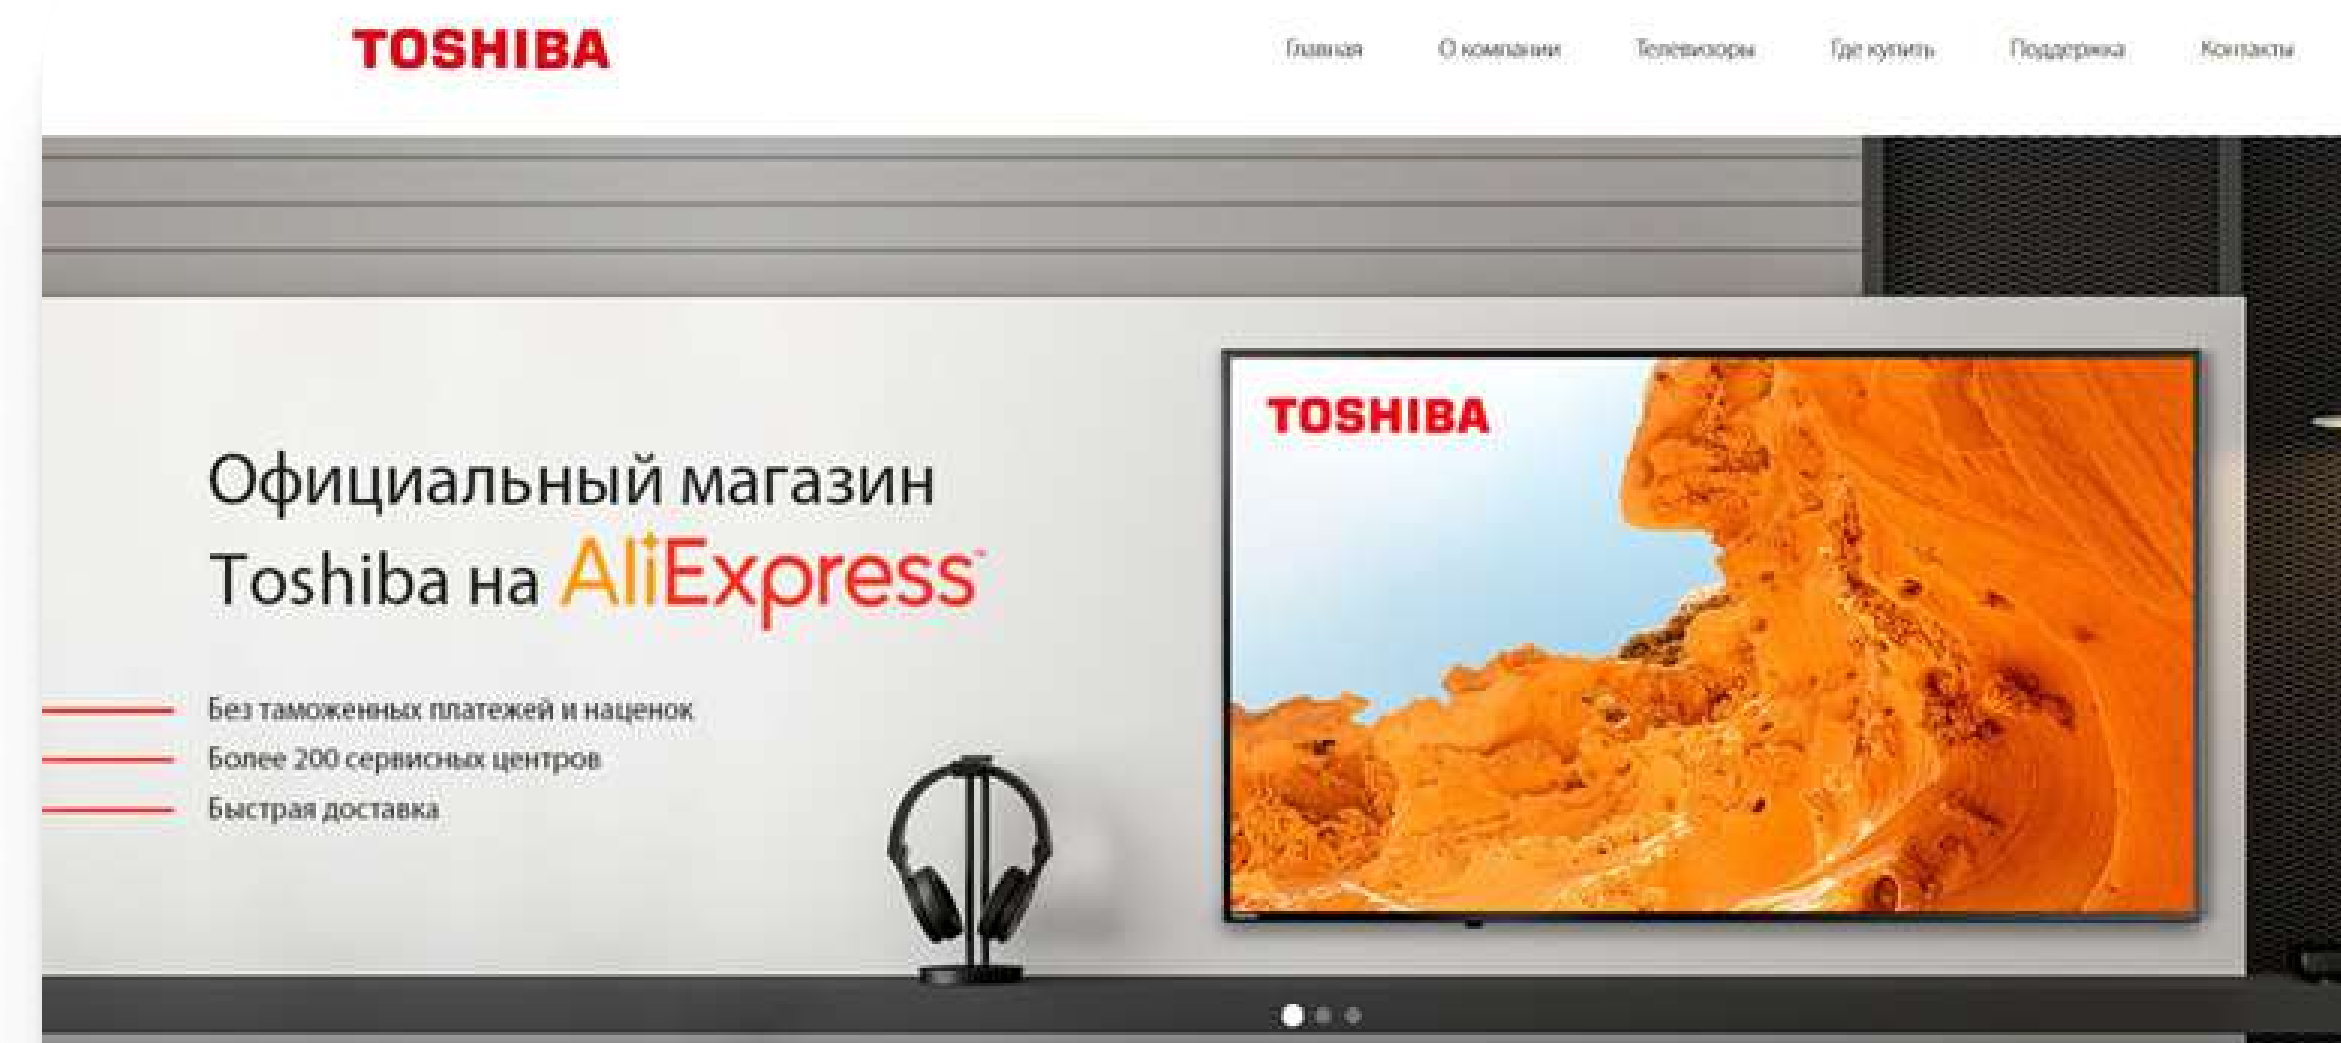 TOSHIBA
Главная О компании Телевизоры Где купить Поддержка Контакты
TOSHIBA
Официальный магазин
Toshiba на AliExpress™
Без таможенных платежей и наценок
Более 200 сервисных центров
Быстрая доставка